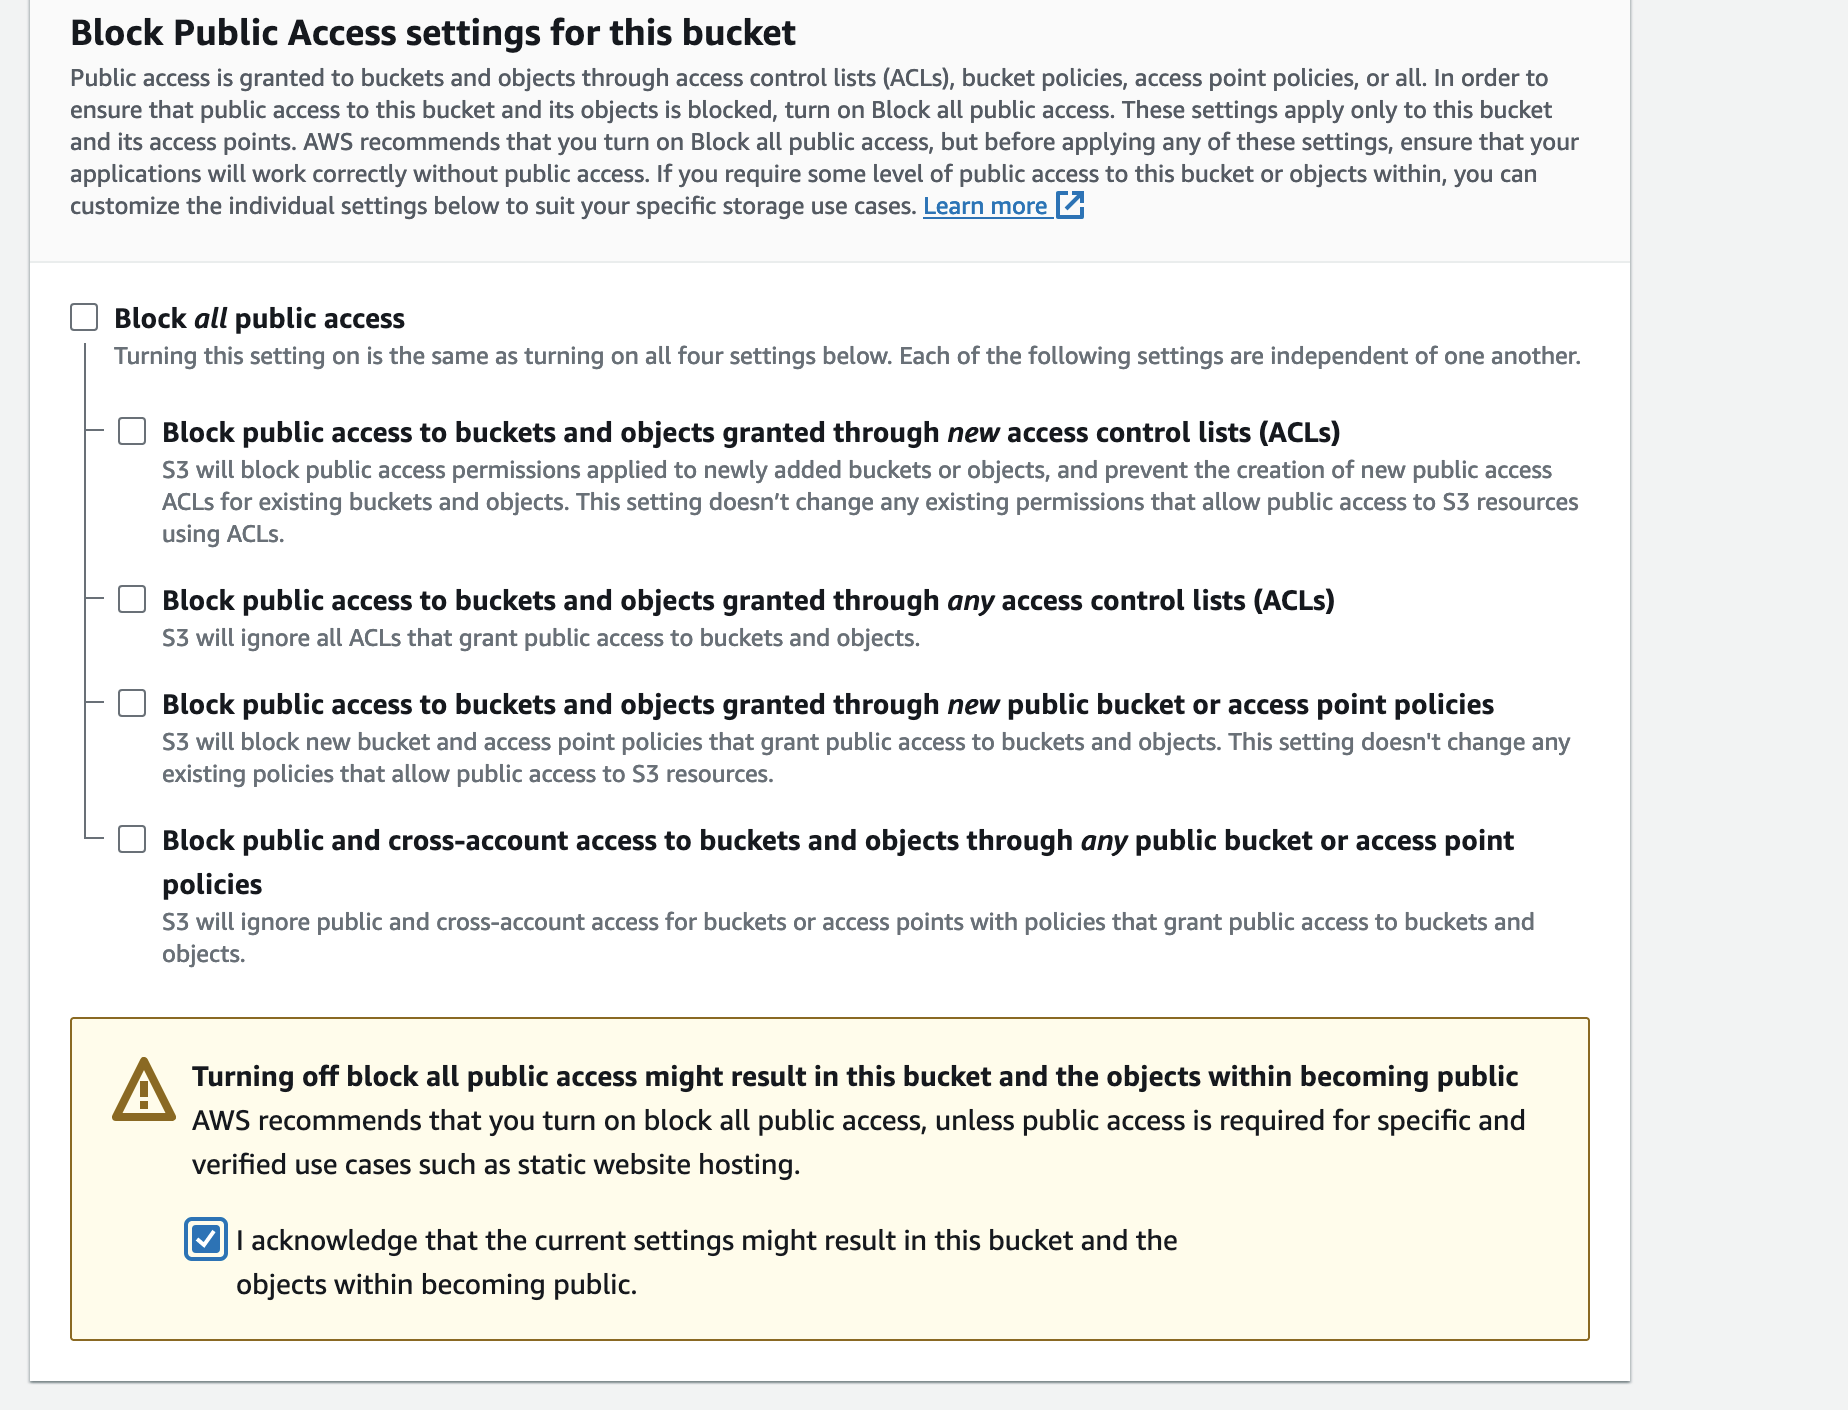 Block Public Access settings for this bucket
Public access is granted to buckets and objects through access control lists (ACLs), bucket policies, access point policies, or all. In order to
ensure that public access to this bucket and its objects is blocked, turn on Block all public access. These settings apply only to this bucket
and its access points. AWS recommends that you turn on Block all public access, but before applying any of these settings, ensure that your
applications will work correctly without public access. If you require some level of public access to this bucket or objects within, you can
customize the individual settings below to suit your specific storage use cases. Learn more
Block all public access
Turning this setting on is the same as turning on all four settings below. Each of the following settings are independent of one another.
Block public access to buckets and objects granted through new access control lists (ACLs)
S3 will block public access permissions applied to newly added buckets or objects, and prevent the creation of new public access
ACLs for existing buckets and objects. This setting doesn’t change any existing permissions that allow public access to S3 resources
using ACLs.
Block public access to buckets and objects granted through any access control lists (ACLs)
S3 will ignore all ACLs that grant public access to buckets and objects.
Block public access to buckets and objects granted through new public bucket or access point policies
S3 will block new bucket and access point policies that grant public access to buckets and objects. This setting doesn't change any
existing policies that allow public access to S3 resources.
Block public and cross-account access to buckets and objects through any public bucket or access point
policies
S3 will ignore public and cross-account access for buckets or access points with policies that grant public access to buckets and
objects.
Turning off block all public access might result in this bucket and the objects within becoming public
AWS recommends that you turn on block all public access, unless public access is required for specific and
verified use cases such as static website hosting.
I acknowledge that the current settings might result in this bucket and the
objects within becoming public.